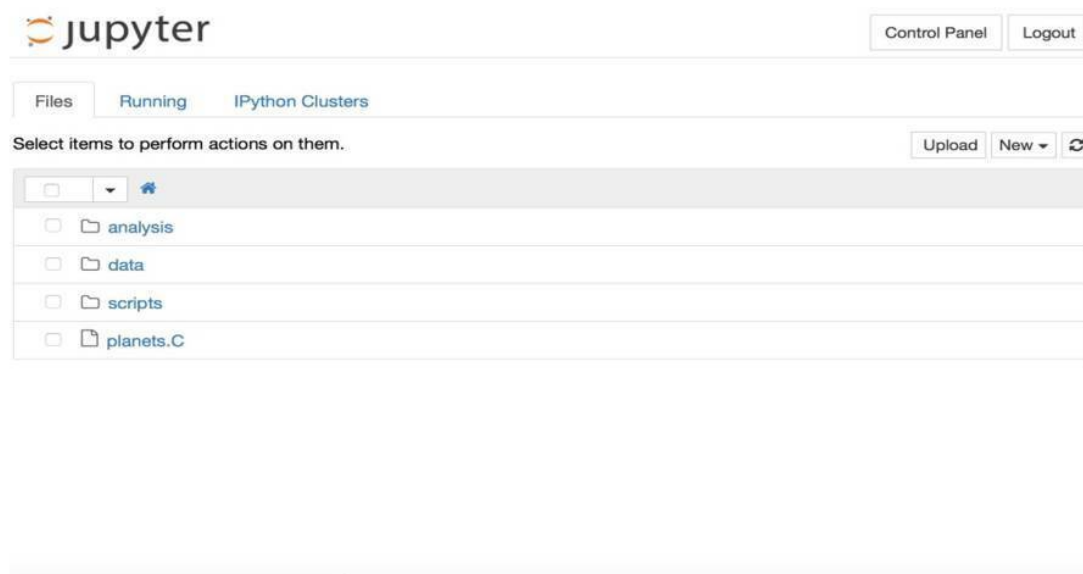 jupyter
Control Panel Logout
Files Running IPython Clusters
Select items to perform actions on them.
Upload New
analysis
data
scripts
planets.C